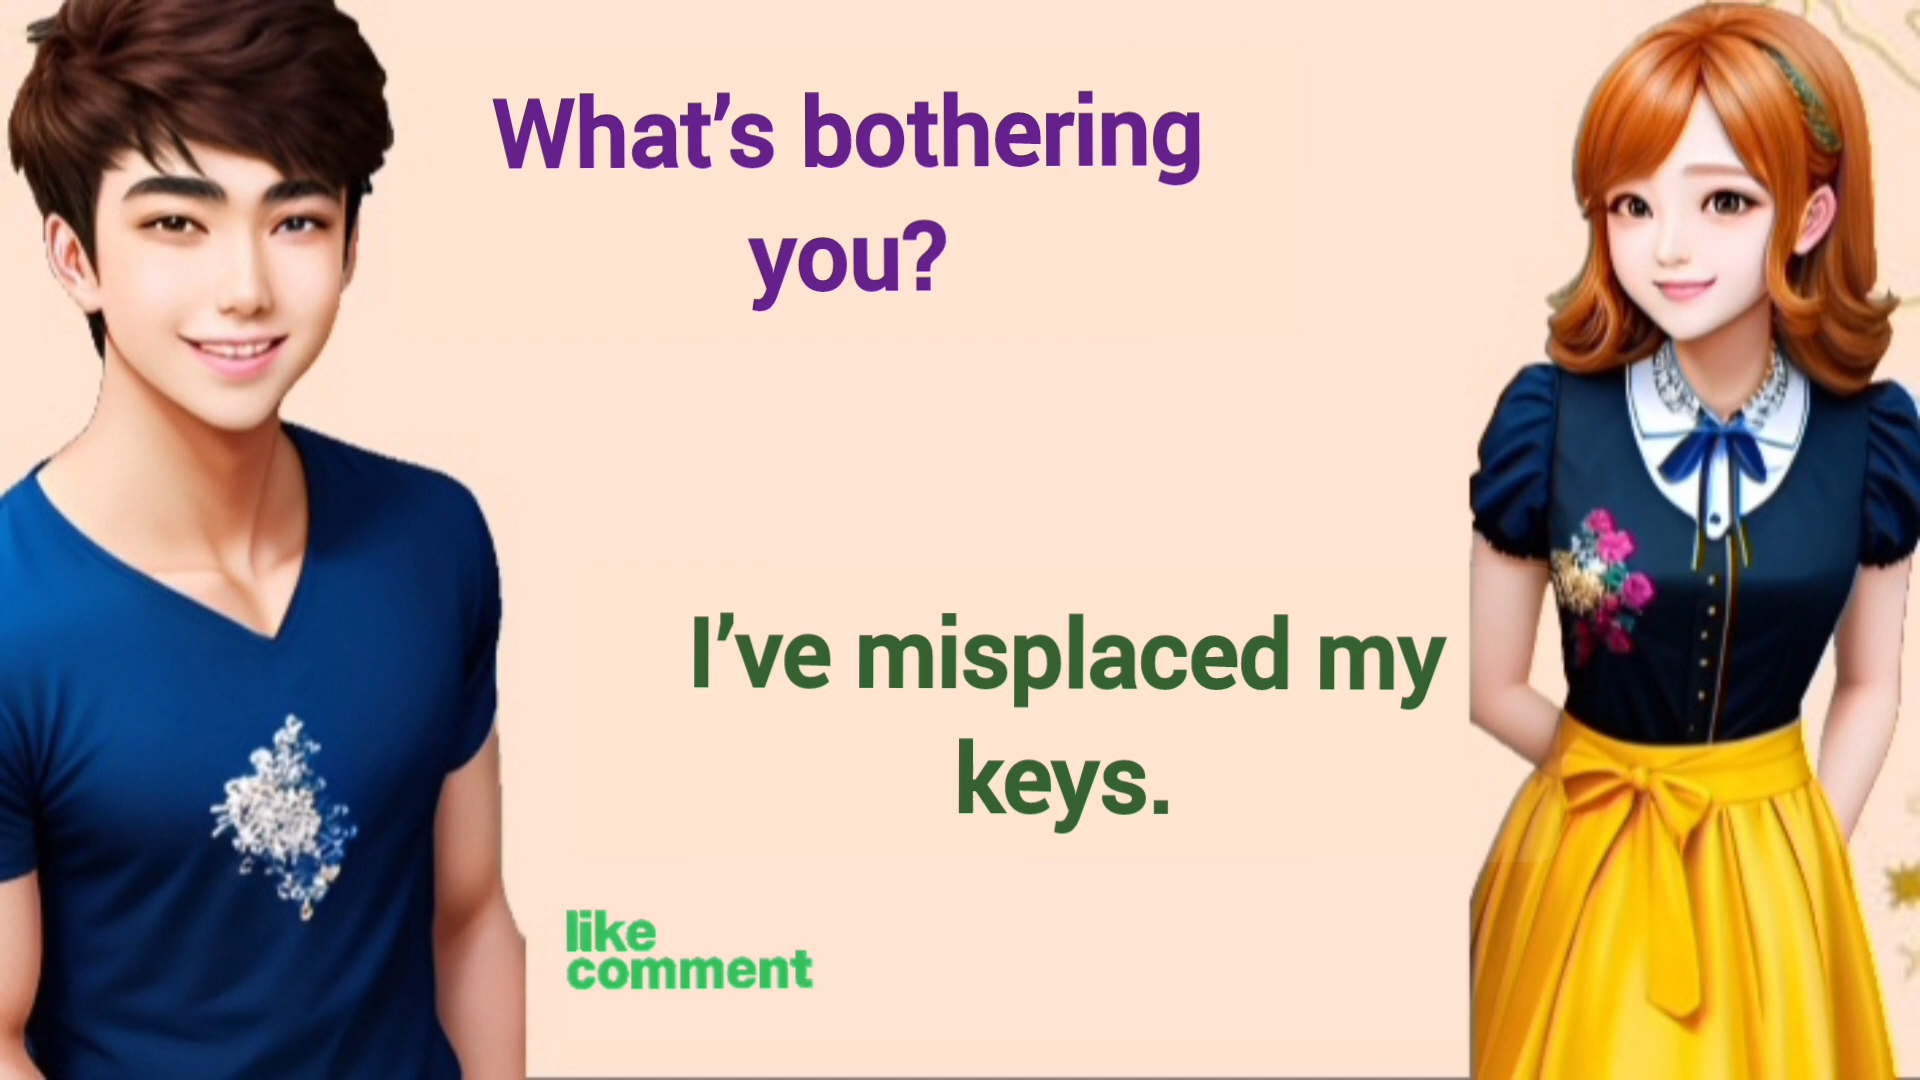 What’s bothering
you?
I’ve misplaced my
keys.
like
comment